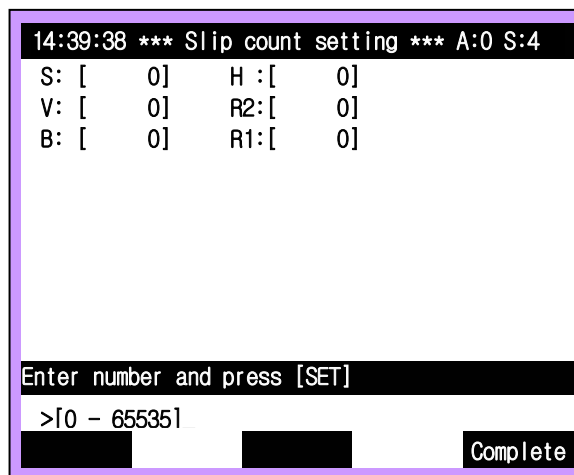 14:39:38 *** Slip count setting *** A:0 S:4
S: [ 0] H :[ 0]
V: [ 0] R2:[ 0]
B: [ 0] R1:[ 0]
Enter number and press [SET]
>[0 - 65535]
Complete